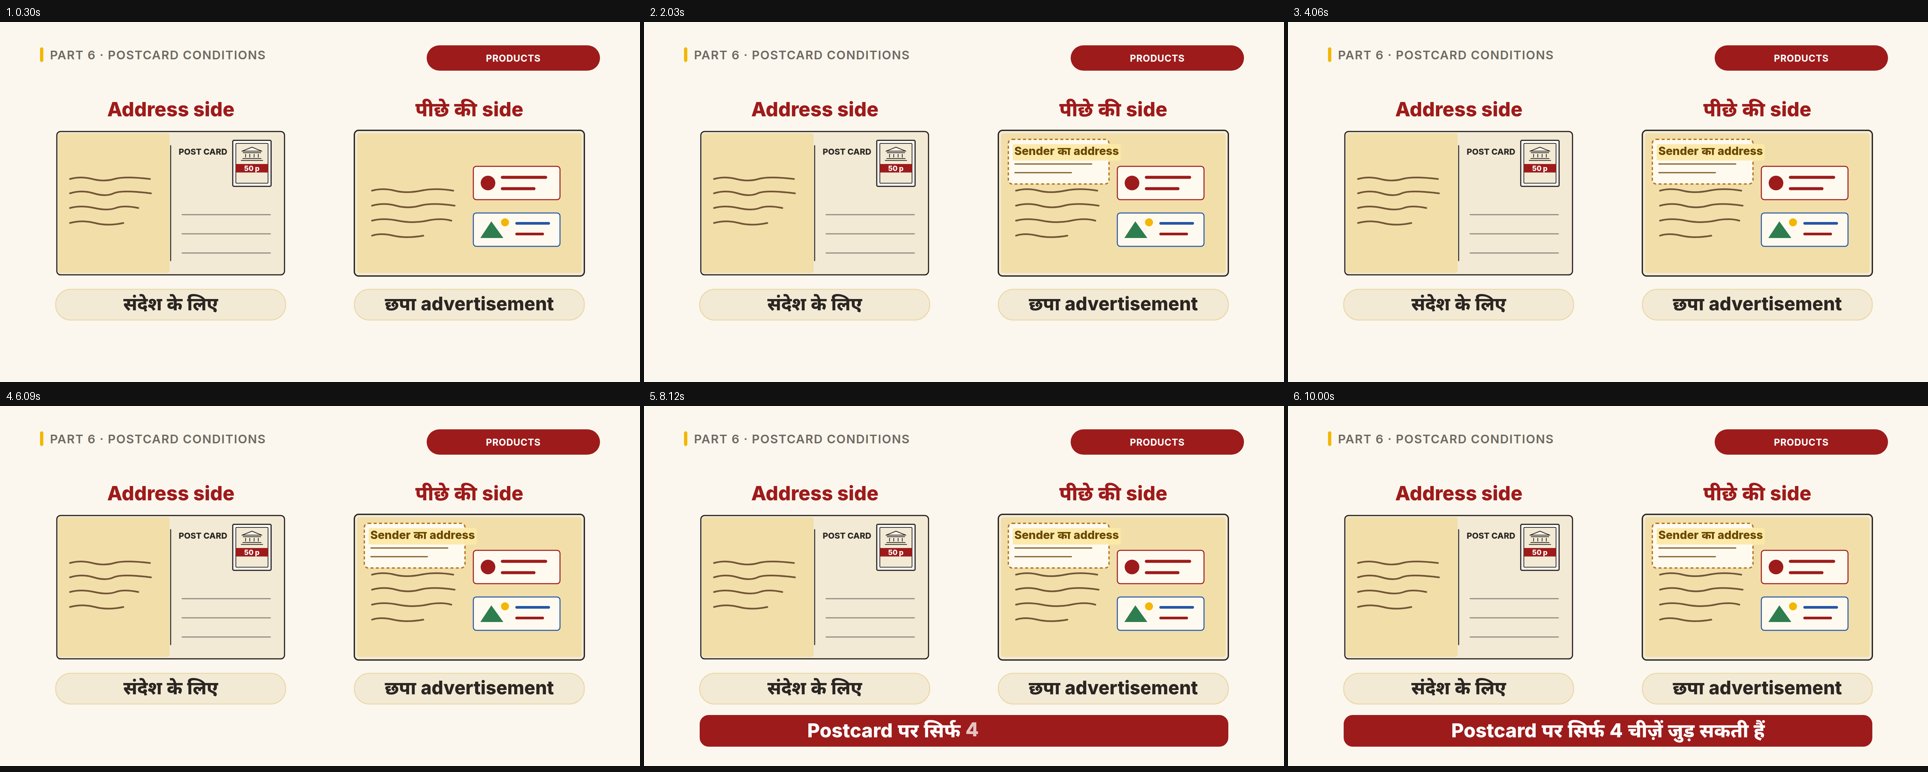 1. 0.30s
PART 6 · POSTCARD CONDITIONS
PRODUCTS
Address side
पीछे की side
POST CARD
50 p
संदेश के लिए
छपा advertisement
2. 2.03s
PART 6 · POSTCARD CONDITIONS
PRODUCTS
Address side
पीछे की side
POST CARD
50 p
Sender का address
संदेश के लिए
छपा advertisement
3. 4.06s
PART 6 · POSTCARD CONDITIONS
PRODUCTS
Address side
पीछे की side
POST CARD
50 p
Sender का address
संदेश के लिए
छपा advertisement
4. 6.09s
PART 6 · POSTCARD CONDITIONS
PRODUCTS
Address side
पीछे की side
POST CARD
50 p
Sender का address
संदेश के लिए
छपा advertisement
5. 8.12s
PART 6 · POSTCARD CONDITIONS
PRODUCTS
Address side
पीछे की side
POST CARD
50 p
Sender का address
संदेश के लिए
छपा advertisement
Postcard पर सिर्फ 4
6. 10.00s
PART 6 · POSTCARD CONDITIONS
PRODUCTS
Address side
पीछे की side
POST CARD
50 p
Sender का address
संदेश के लिए
छपा advertisement
Postcard पर सिर्फ 4 चीज़ें जुड़ सकती हैं